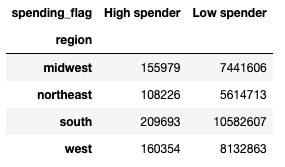 spending_flag High spender Low spender
region
midwest 155979 7441606
northeast 108226 5614713
south 209693 10582607
west 160354 8132863